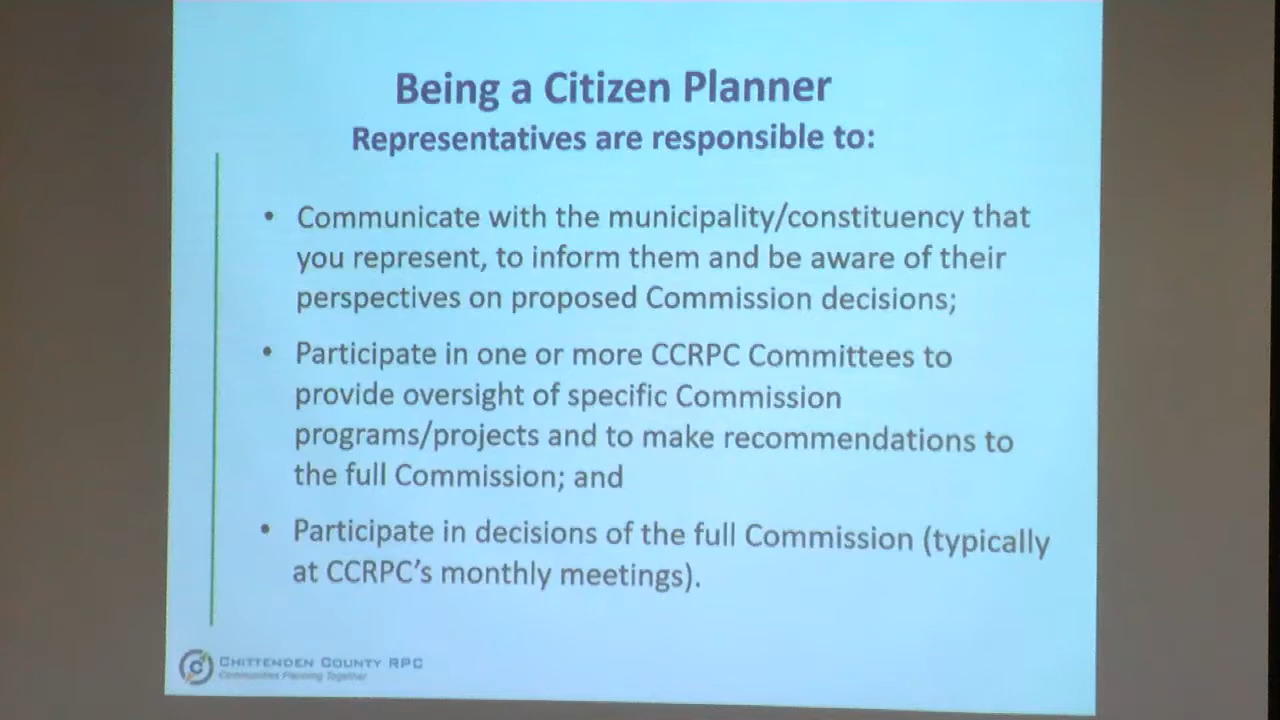 Being a Citizen Planner
Representatives are responsible to:
• Communicate with the municipality/constituency that
you represent, to inform them and be aware of their
perspectives on proposed Commission decisions;
• Participate in one or more CCRPC Committees to
provide oversight of specific Commission
programs/projects and to make recommendations to
the full Commission; and
• Participate in decisions of the full Commission (typically
at CCRPC's monthly meetings).
CHITTENDEN COUNTY RPC
Communities Planning Together